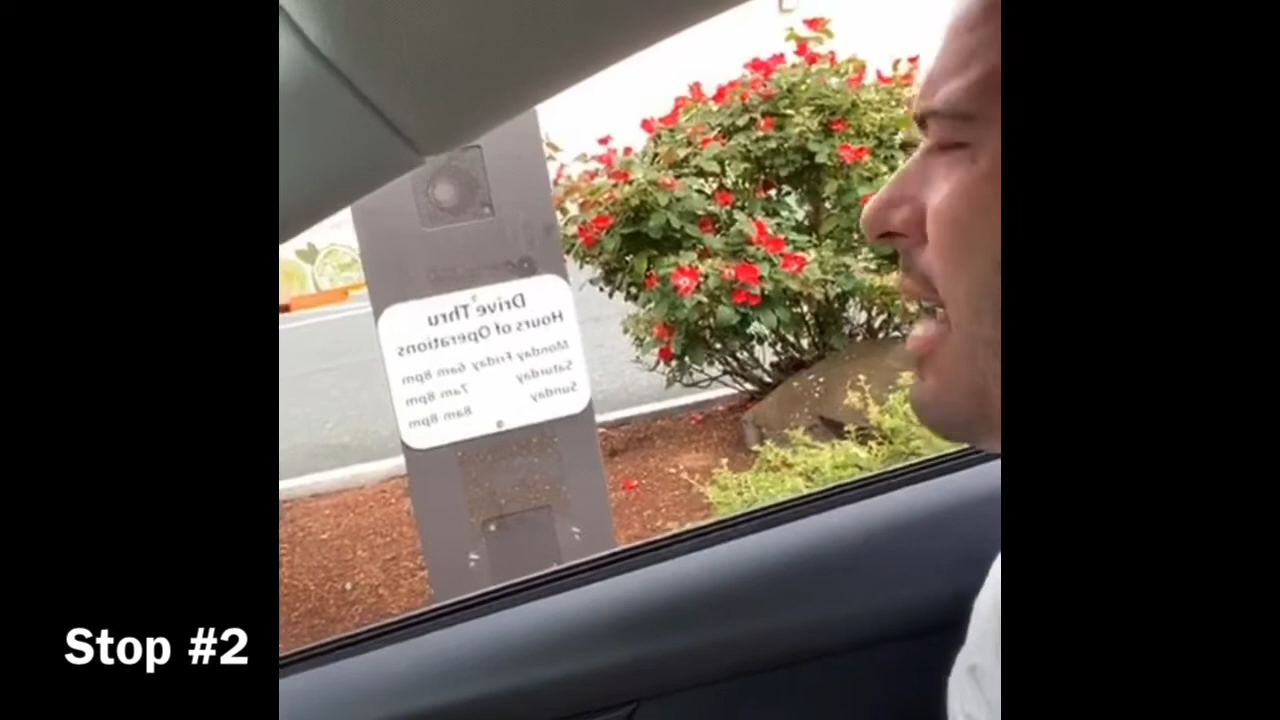 Drive Thru
Hours of Operations
Monday Friday 6am 8pm
Saturday 7am 8pm
Sunday 8am 8pm
Stop #2